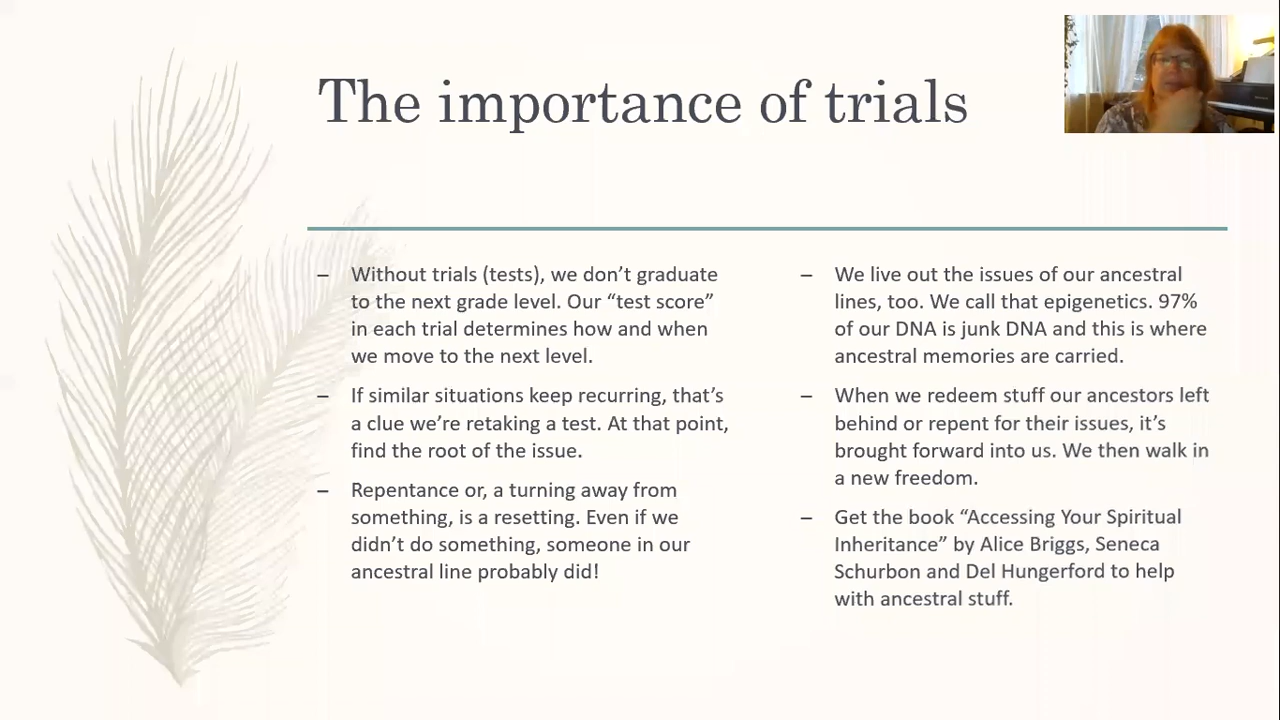 The importance of trials
– Without trials (tests), we don’t graduate
to the next grade level. Our “test score”
in each trial determines how and when
we move to the next level.
– If similar situations keep recurring, that’s
a clue we’re retaking a test. At that point,
find the root of the issue.
– Repentance or, a turning away from
something, is a resetting. Even if we
didn’t do something, someone in our
ancestral line probably did!
– We live out the issues of our ancestral
lines, too. We call that epigenetics. 97%
of our DNA is junk DNA and this is where
ancestral memories are carried.
– When we redeem stuff our ancestors left
behind or repent for their issues, it’s
brought forward into us. We then walk in
a new freedom.
– Get the book “Accessing Your Spiritual
Inheritance” by Alice Briggs, Seneca
Schurbon and Del Hungerford to help
with ancestral stuff.